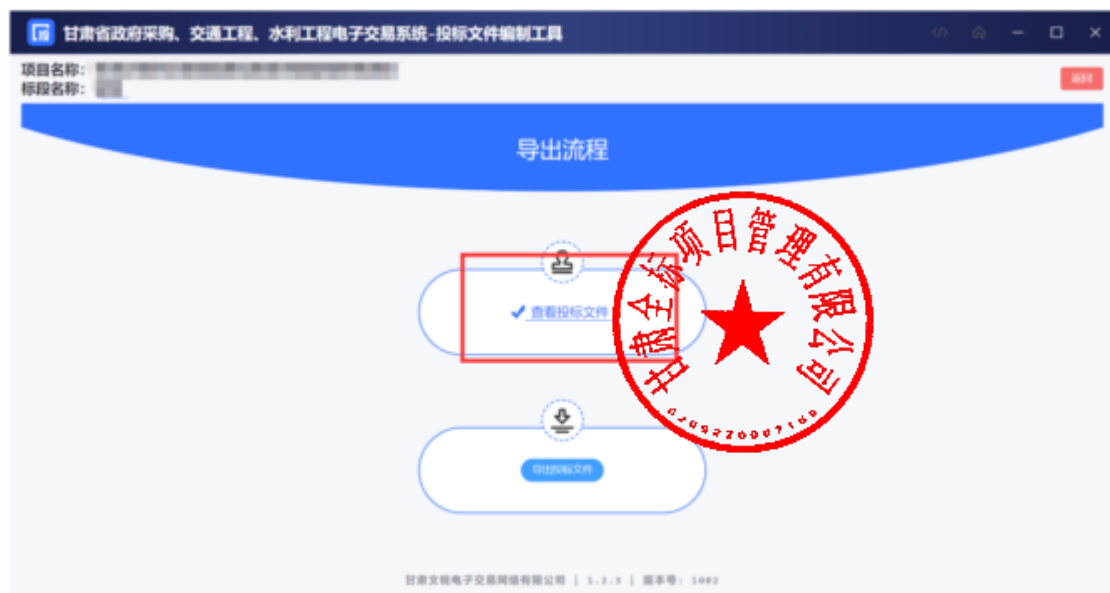 甘肃省政府采购、交通工程、水利工程电子交易系统-投标文件编制工具
项目名称：
标段名称：
返回
导出流程
查看投标文件
导出投标文件
甘肃全标项目管理有限公司
甘肃文锐电子交易网络有限公司 | 1.2.3 | 版本号：1002